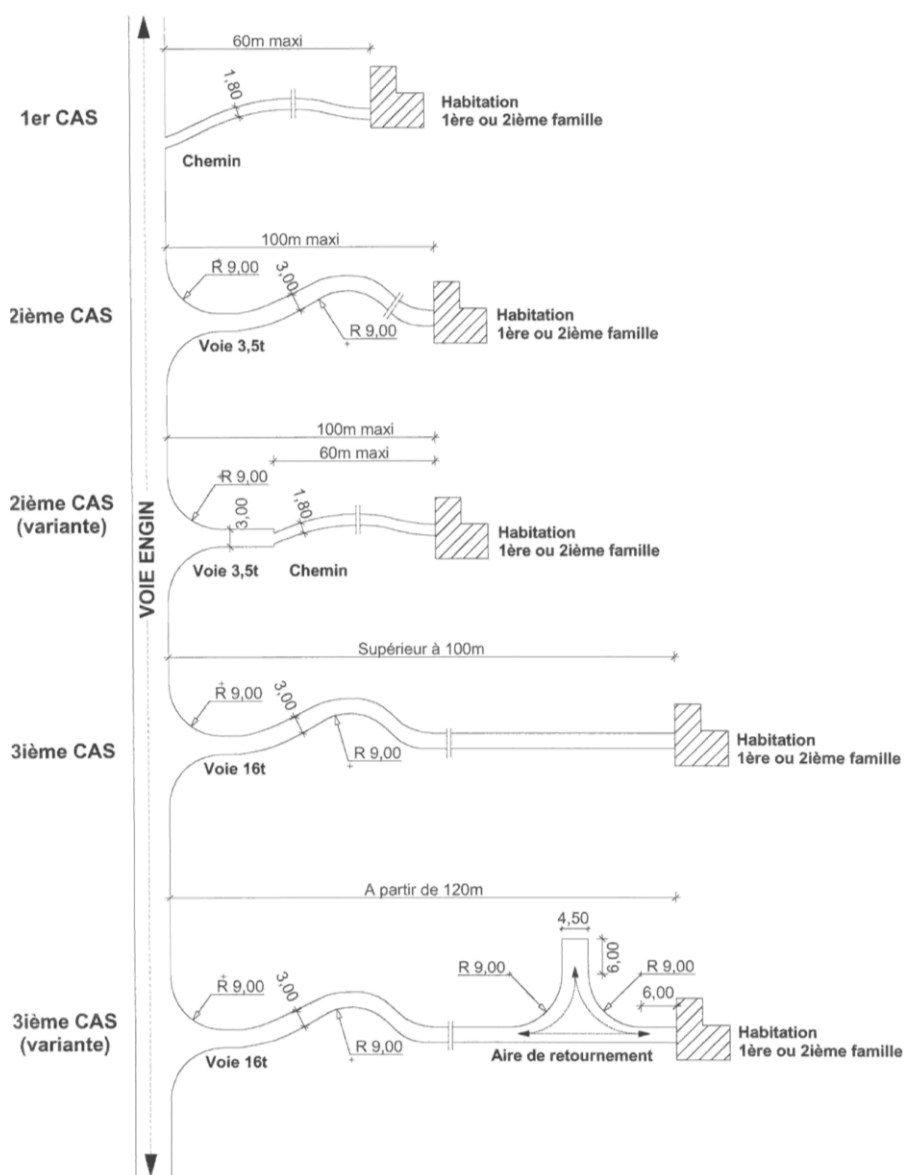 VOIE ENGIN
1er CAS
60m maxi
1,80
Chemin
Habitation
1ère ou 2ième famille
2ième CAS
100m maxi
R 9,00
3,00
R 9,00
Voie 3,5t
Habitation
1ère ou 2ième famille
2ième CAS
(variante)
100m maxi
60m maxi
R 9,00
3,00
1,80
Voie 3,5t
Chemin
Habitation
1ère ou 2ième famille
3ième CAS
Supérieur à 100m
R 9,00
3,00
R 9,00
Voie 16t
Habitation
1ère ou 2ième famille
3ième CAS
(variante)
A partir de 120m
R 9,00
3,00
R 9,00
Voie 16t
4,50
6,00
R 9,00
R 9,00
6,00
Aire de retournement
Habitation
1ère ou 2ième famille